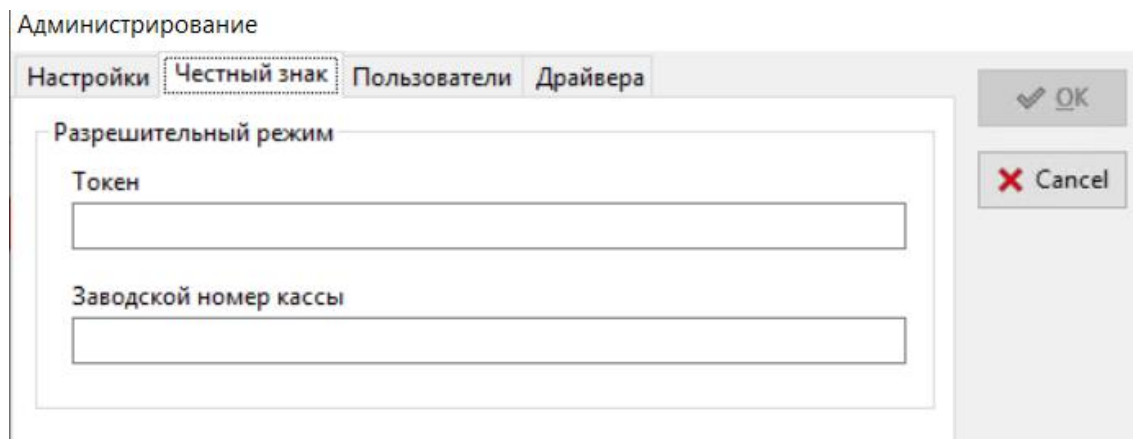 Администрирование
Настройки Честный знак Пользователи Драйвера
OK
Разрешительный режим
Токен
Cancel
Заводской номер кассы